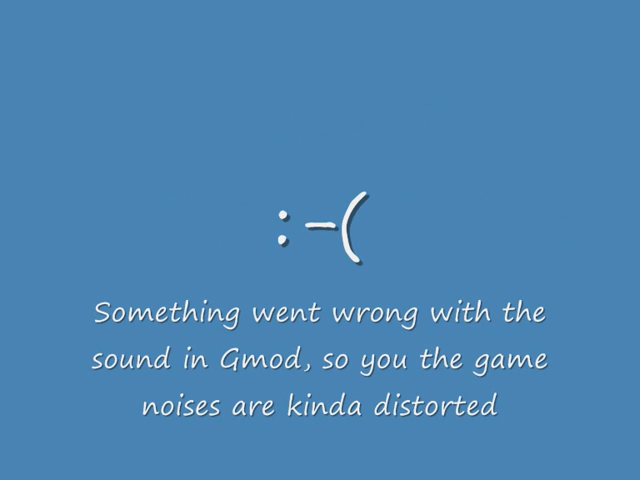 :-(
Something went wrong with the
sound in Gmod, so you the game
noises are kinda distorted